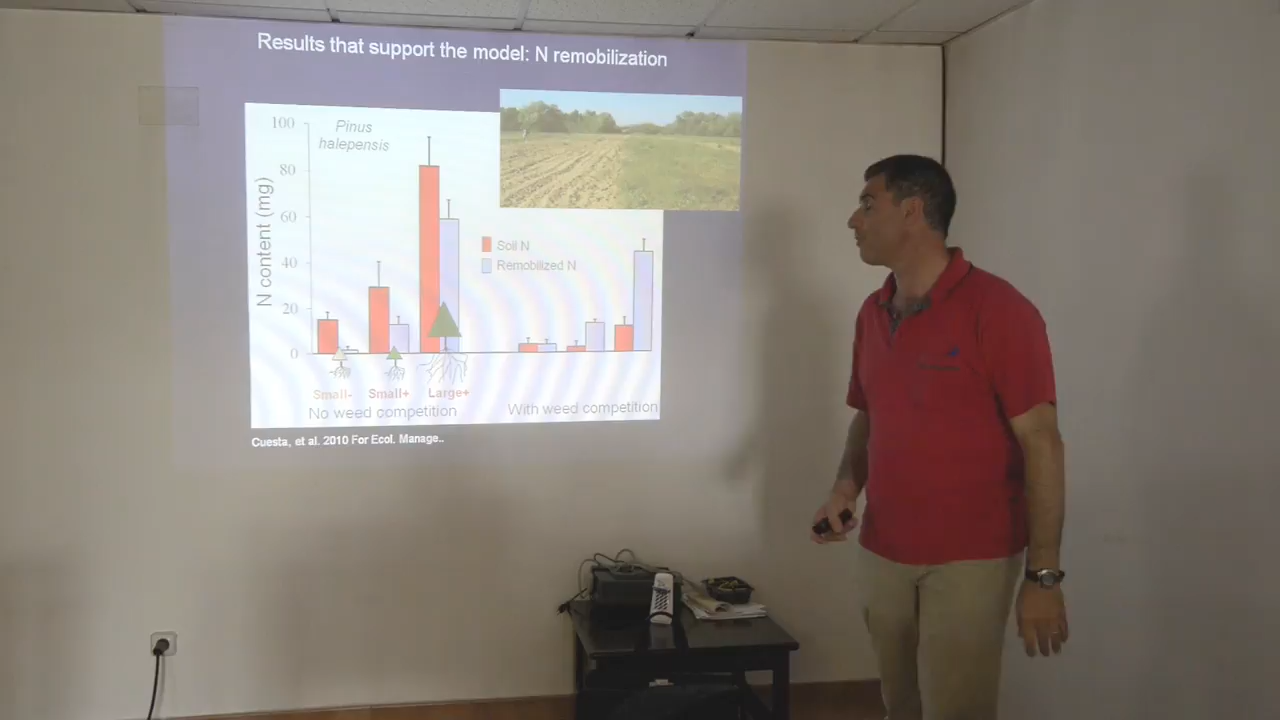 Results that support the model: N remobilization
Pinus
halepensis
100
80
60
40
20
0
N content (mg)
Soil N
Remobilized N
Small- Small+ Large+
No weed competition With weed competition
Cuesta, et al. 2010 For Ecol. Manage..